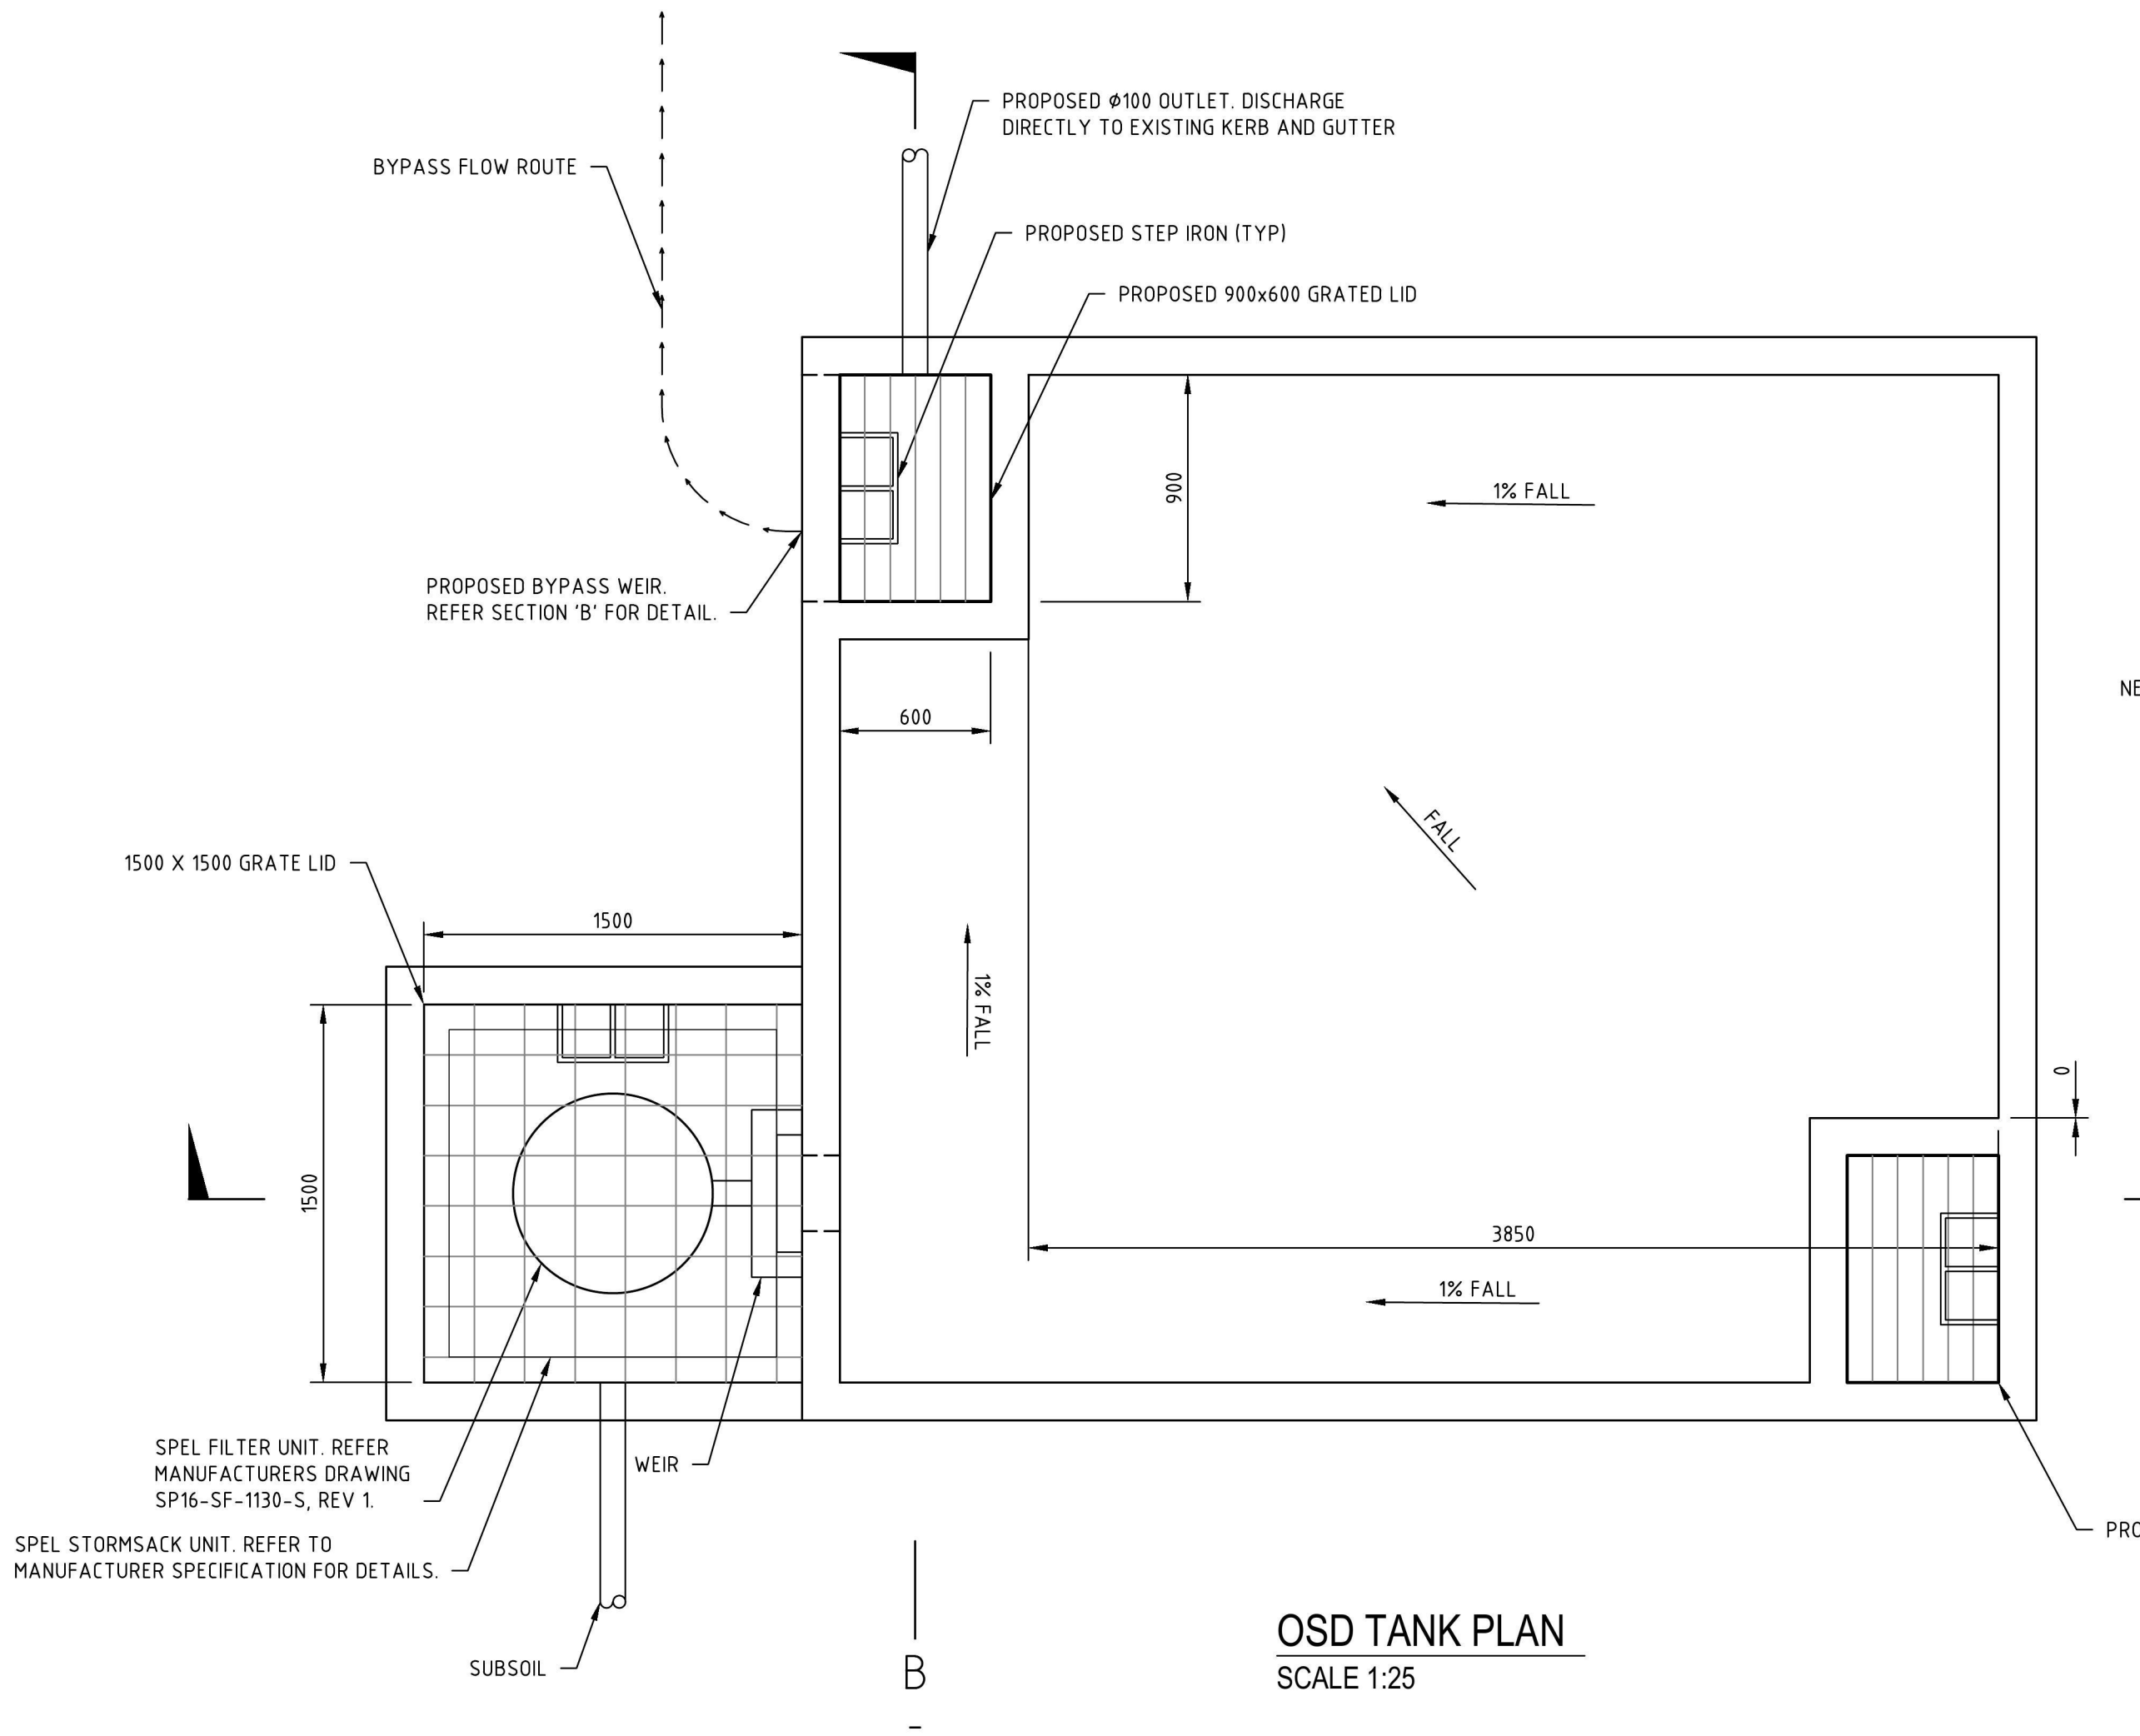 PROPOSED Ø100 OUTLET. DISCHARGE
DIRECTLY TO EXISTING KERB AND GUTTER
BYPASS FLOW ROUTE
PROPOSED STEP IRON (TYP)
PROPOSED 900x600 GRATED LID
900
1% FALL
PROPOSED BYPASS WEIR.
REFER SECTION 'B' FOR DETAIL.
NE
600
FALL
1500 X 1500 GRATE LID
1500
1% FALL
0
1500
3850
1% FALL
SPEL FILTER UNIT. REFER
MANUFACTURERS DRAWING
SP16-SF-1130-S, REV 1.
WEIR
SPEL STORMSACK UNIT. REFER TO
MANUFACTURER SPECIFICATION FOR DETAILS.
PRO
SUBSOIL
B
-
OSD TANK PLAN
SCALE 1:25